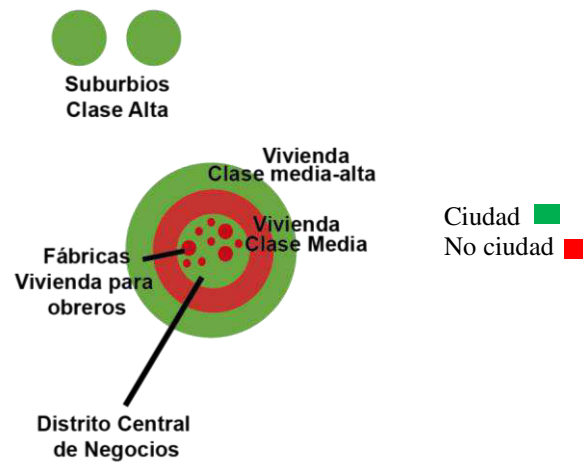 Suburbios
Clase Alta
Vivienda
Clase media-alta
Vivienda
Clase Media
Fábricas
Vivienda para
obreros
Distrito Central
de Negocios
Ciudad
No ciudad